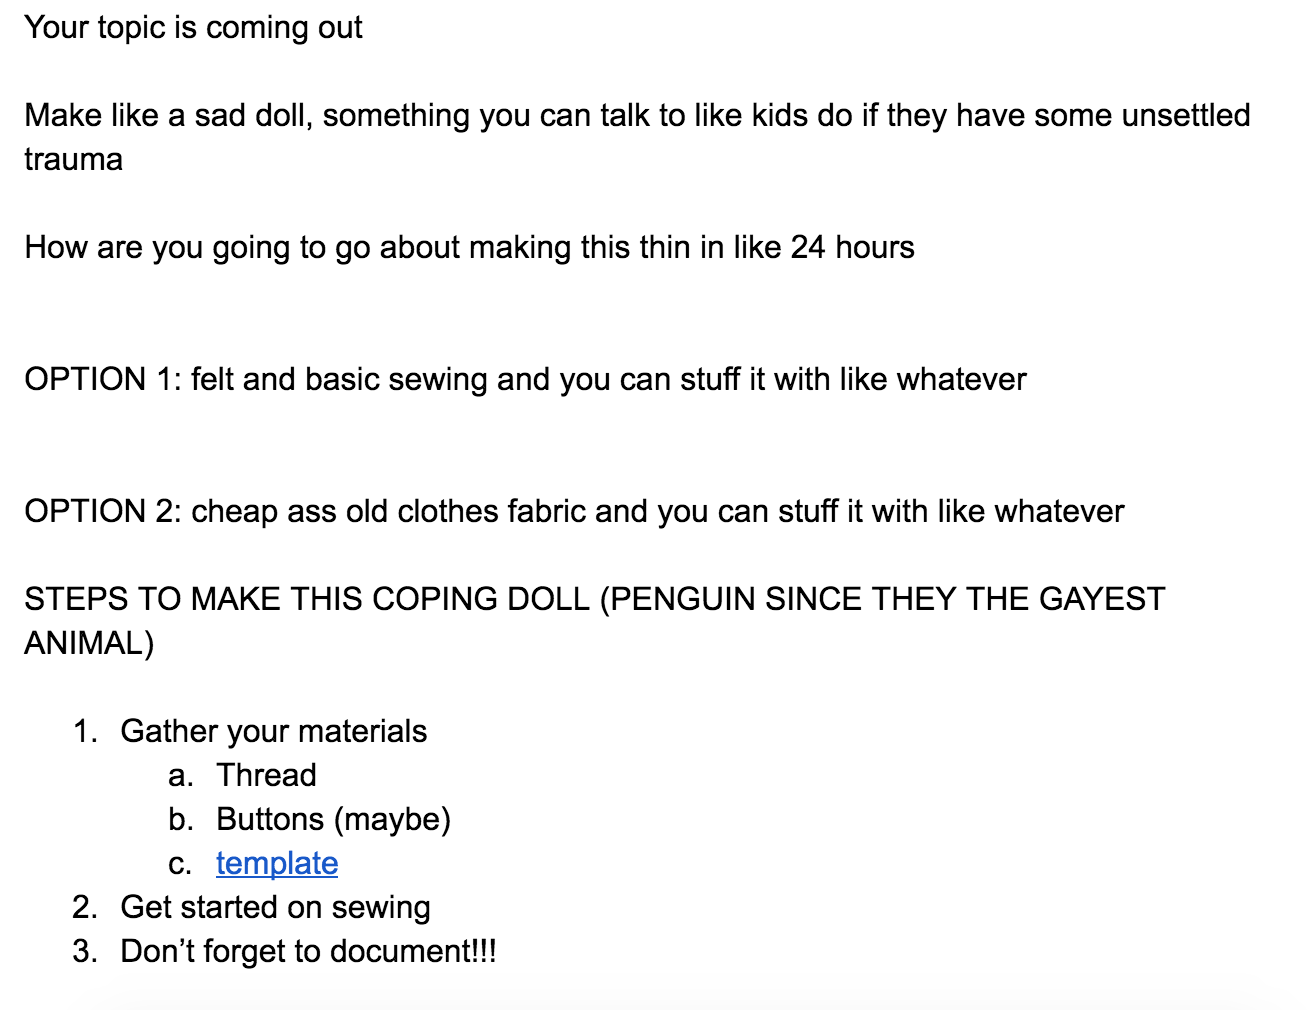 Your topic is coming out
Make like a sad doll, something you can talk to like kids do if they have some unsettled
trauma
How are you going to go about making this thin in like 24 hours
OPTION 1: felt and basic sewing and you can stuff it with like whatever
OPTION 2: cheap ass old clothes fabric and you can stuff it with like whatever
STEPS TO MAKE THIS COPING DOLL (PENGUIN SINCE THEY THE GAYEST
ANIMAL)
1. Gather your materials
a. Thread
b. Buttons (maybe)
c. template
2. Get started on sewing
3. Don’t forget to document!!!